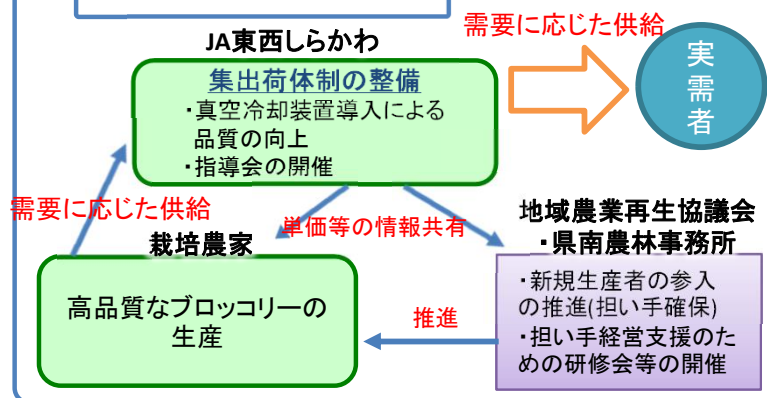 需要に応じた供給
JA東西しらかわ
実
需
者
集出荷体制の整備
・真空冷却装置導入による
品質の向上
・指導会の開催
需要に応じた供給
単価等の情報共有
地域農業再生協議会
・県南農林事務所
栽培農家
高品質なブロッコリーの
生産
推進
・新規生産者の参入
の推進(担い手確保)
・担い手経営支援のた
めの研修会等の開催